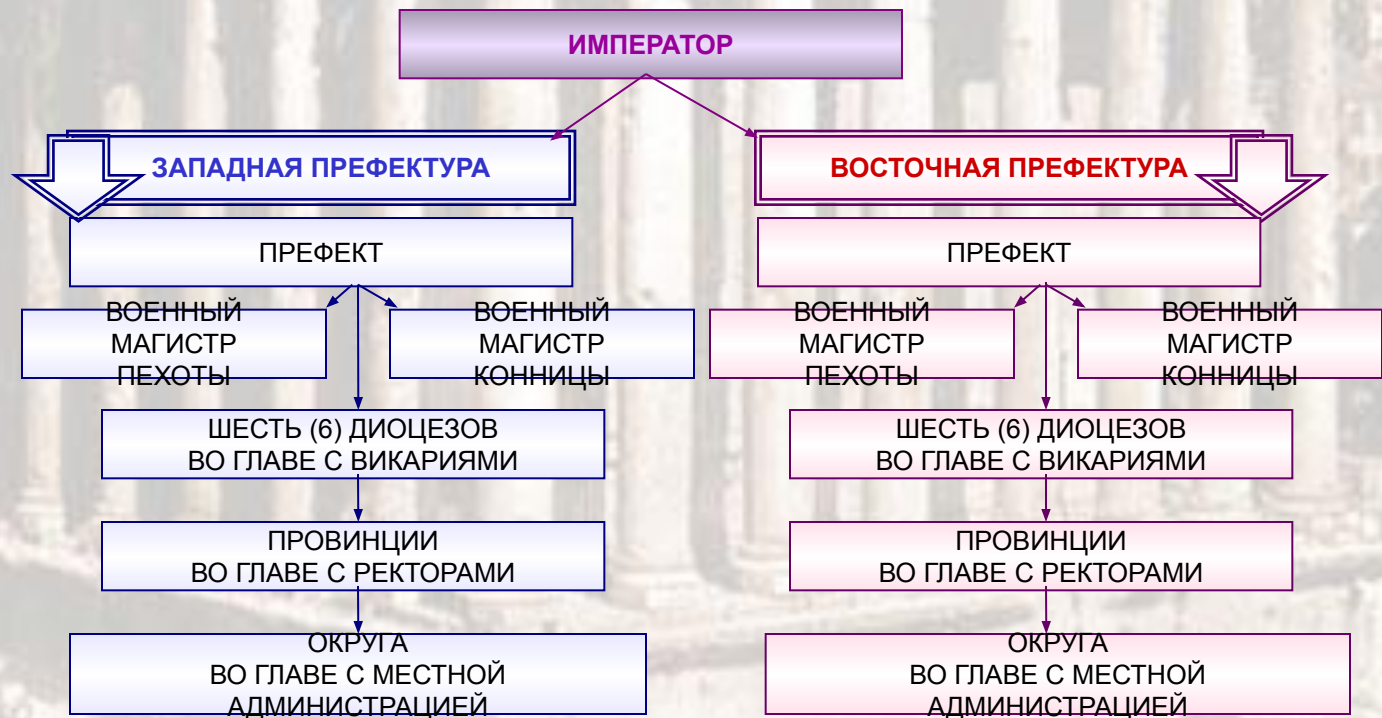 ИМПЕРАТОР
ЗАПАДНАЯ ПРЕФЕКТУРА
ВОСТОЧНАЯ ПРЕФЕКТУРА
ПРЕФЕКТ
ПРЕФЕКТ
ВОЕННЫЙ
МАГИСТР
ПЕХОТЫ
ВОЕННЫЙ
МАГИСТР
КОННИЦЫ
ВОЕННЫЙ
МАГИСТР
ПЕХОТЫ
ВОЕННЫЙ
МАГИСТР
КОННИЦЫ
ШЕСТЬ (6) ДИОЦЕЗОВ
ВО ГЛАВЕ С ВИКАРИЯМИ
ШЕСТЬ (6) ДИОЦЕЗОВ
ВО ГЛАВЕ С ВИКАРИЯМИ
ПРОВИНЦИИ
ВО ГЛАВЕ С РЕКТОРАМИ
ПРОВИНЦИИ
ВО ГЛАВЕ С РЕКТОРАМИ
ОКРУГА
ВО ГЛАВЕ С МЕСТНОЙ
АДМИНИСТРАЦИЕЙ
ОКРУГА
ВО ГЛАВЕ С МЕСТНОЙ
АДМИНИСТРАЦИЕЙ